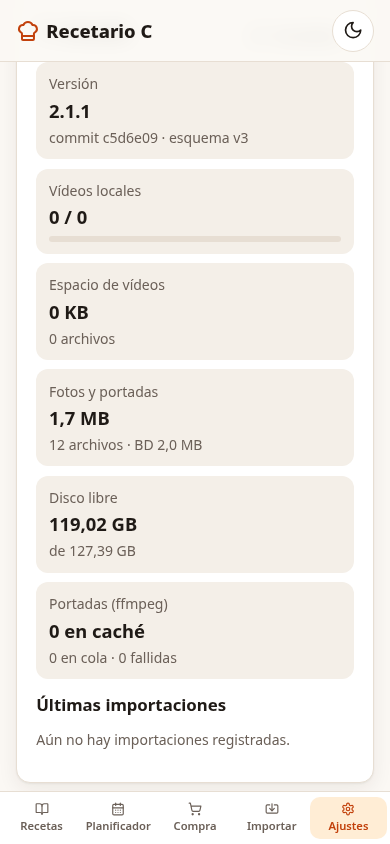 Recetario C
Versión
2.1.1
commit c5d6e09 · esquema v3
Vídeos locales
0 / 0
Espacio de vídeos
0 KB
0 archivos
Fotos y portadas
1,7 MB
12 archivos · BD 2,0 MB
Disco libre
119,02 GB
de 127,39 GB
Portadas (ffmpeg)
0 en caché
0 en cola · 0 fallidas
Últimas importaciones
Aún no hay importaciones registradas.
Recetas Planificador Compra Importar Ajustes